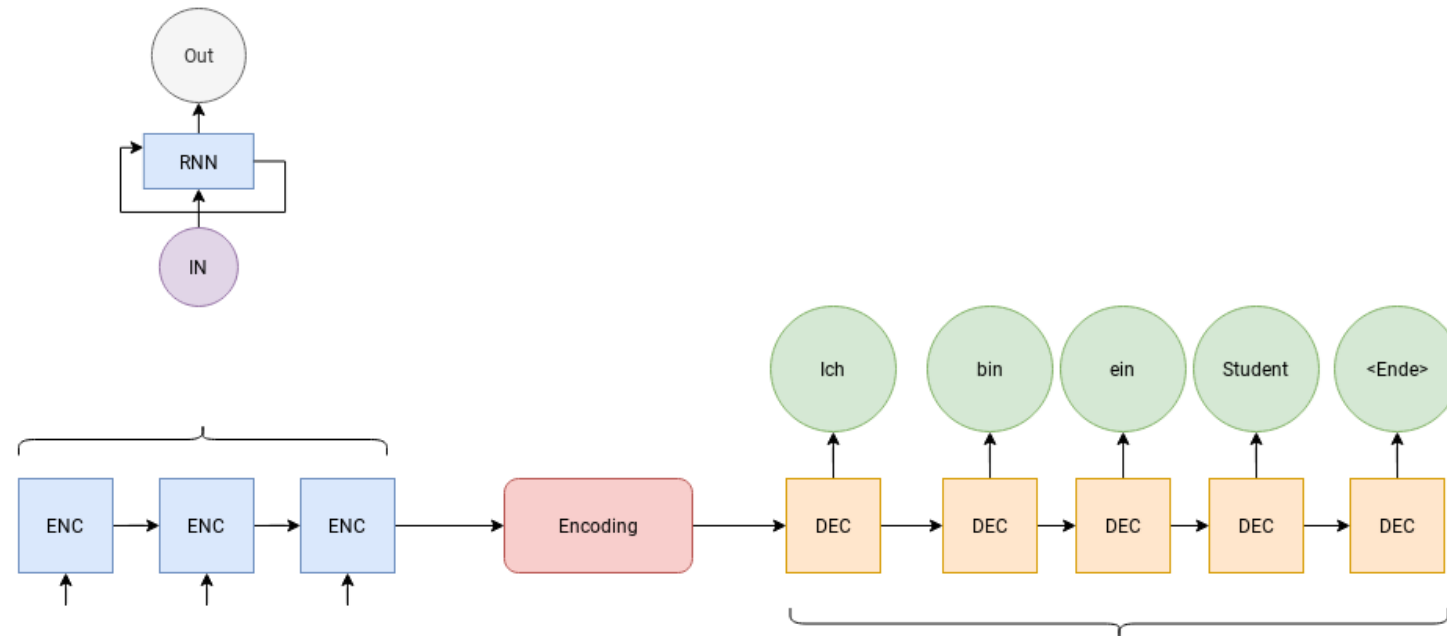 Out
RNN
IN
Ich bin ein Student <Ende>
ENC ENC ENC Encoding DEC DEC DEC DEC DEC